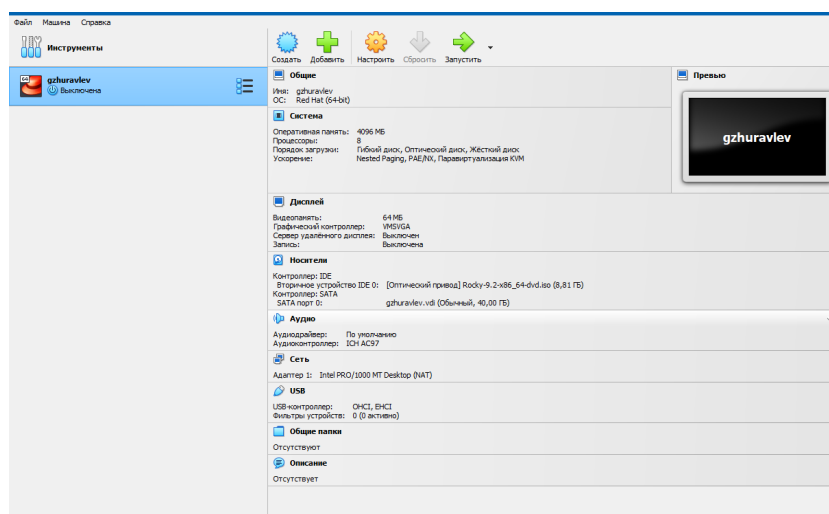 Файл Машина Справка
Инструменты
Создать Добавить Настроить Сбросить Запустить
64
gzhuravlev
Выключена
Общие
Имя: gzhuravlev
ОС: Red Hat (64-bit)
Превью
gzhuravlev
Система
Оперативная память: 4096 МБ
Процессоры: 8
Порядок загрузки: Гибкий диск, Оптический диск, Жёсткий диск
Ускорение: Nested Paging, PAE/NX, Паравиртуализация KVM
Дисплей
Видеопамять: 64 МБ
Графический контроллер: VMSVGA
Сервер удалённого дисплея: Выключен
Запись: Выключена
Носители
Контроллер: IDE
Вторичное устройство IDE 0: [Оптический привод] Rocky-9.2-x86_64-dvd.iso (8,81 ГБ)
Контроллер: SATA
SATA порт 0: gzhuravlev.vdi (Обычный, 40,00 ГБ)
Аудио
Аудиодрайвер: По умолчанию
Аудиоконтроллер: ICH AC97
Сеть
Адаптер 1: Intel PRO/1000 MT Desktop (NAT)
USB
USB-контроллер: OHCI, EHCI
Фильтры устройств: 0 (0 активно)
Общие папки
Отсутствуют
Описание
Отсутствует